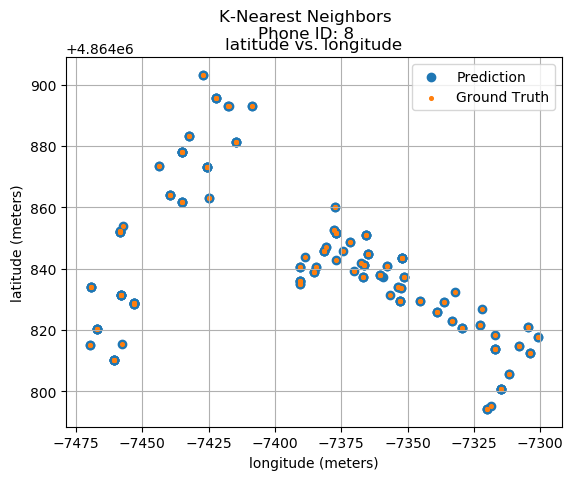 K-Nearest Neighbors
Phone ID: 8
latitude vs. longitude
+4.864e6
Prediction
Ground Truth
900
880
860
840
820
800
latitude (meters)
−7475 −7450 −7425 −7400 −7375 −7350 −7325 −7300
longitude (meters)